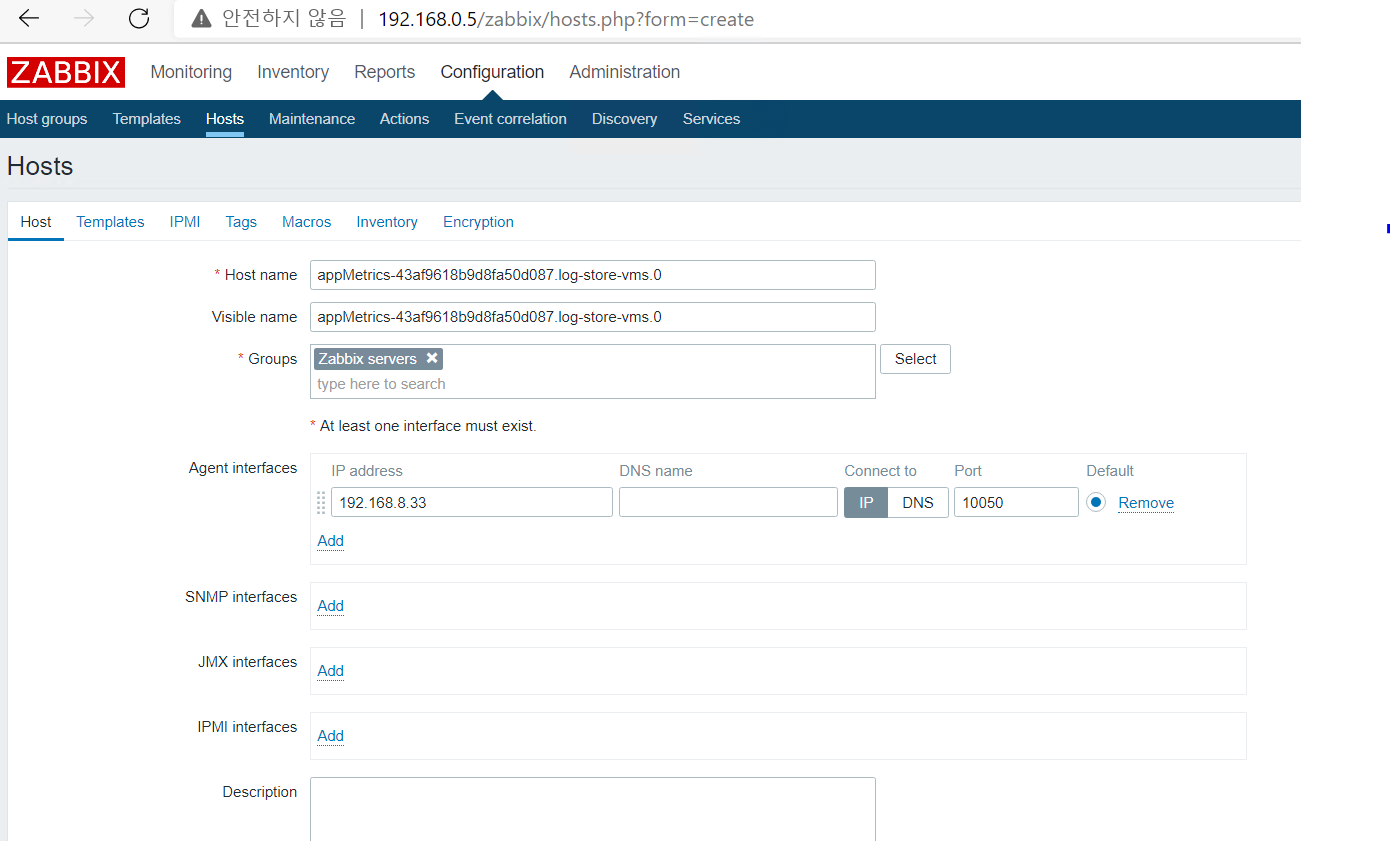 안전하지 않음 | 192.168.0.5/zabbix/hosts.php?form=create
ZABBIX Monitoring Inventory Reports Configuration Administration
Host groups Templates Hosts Maintenance Actions Event correlation Discovery Services
Hosts
Host Templates IPMI Tags Macros Inventory Encryption
* Host name appMetrics-43af9618b9d8fa50d087.log-store-vms.0
Visible name appMetrics-43af9618b9d8fa50d087.log-store-vms.0
* Groups Zabbix servers Select
type here to search
* At least one interface must exist.
Agent interfaces IP address DNS name Connect to Port Default
192.168.8.33 IP DNS 10050 Remove
Add
SNMP interfaces Add
JMX interfaces Add
IPMI interfaces Add
Description